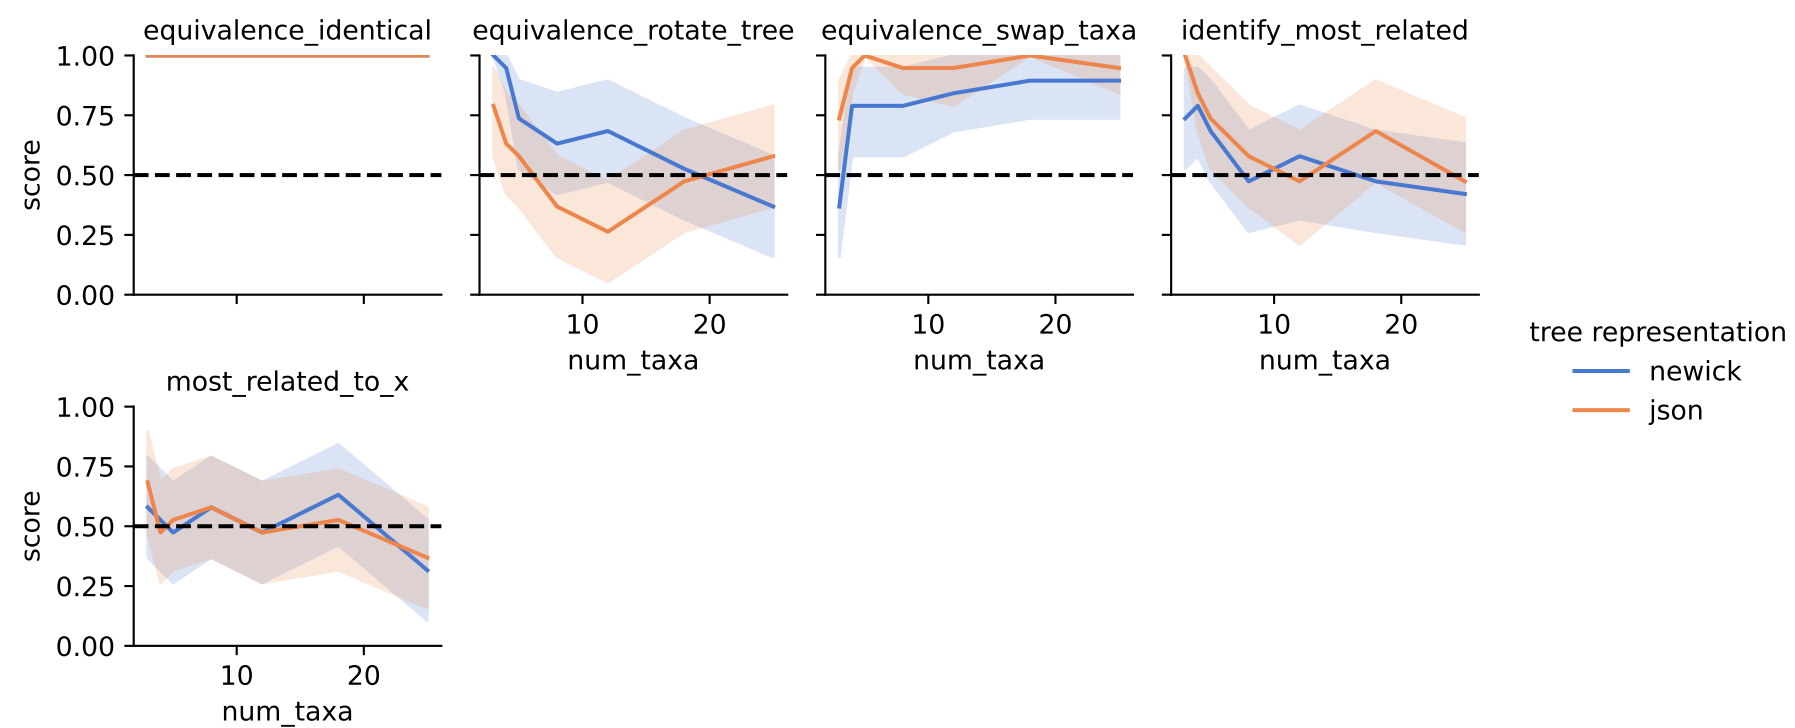 equivalence_identical
equivalence_rotate_tree
equivalence_swap_taxa
identify_most_related
1.00
0.75
0.50
0.25
0.00
score
10
20
num_taxa
10
20
num_taxa
10
20
num_taxa
tree representation
newick
json
most_related_to_x
1.00
0.75
0.50
0.25
0.00
score
10
20
num_taxa